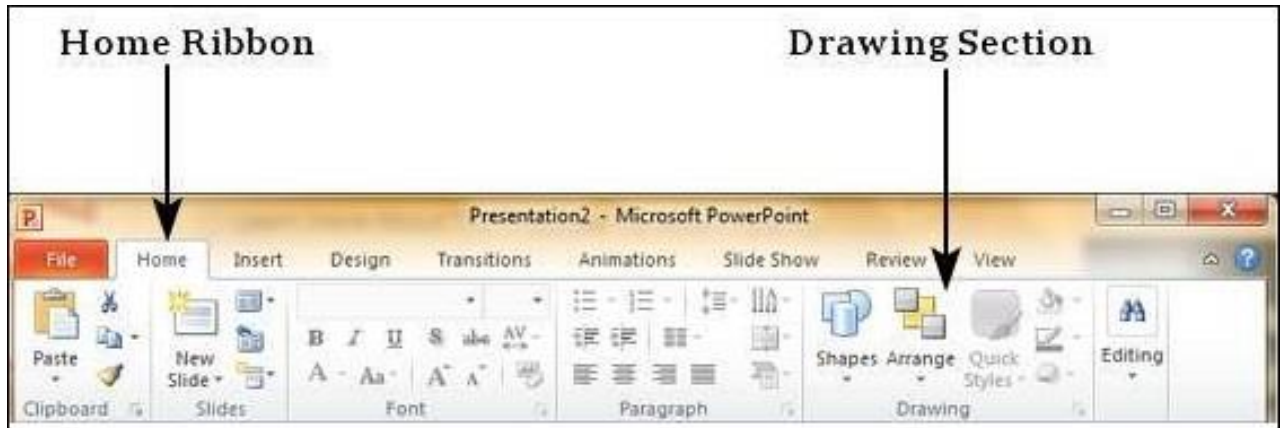 Home Ribbon Drawing Section
Presentation2 - Microsoft PowerPoint
File Home Insert Design Transitions Animations Slide Show Review View
Paste New Slide B I U S abc AV A Aa A A Shapes Arrange Quick Styles Editing
Clipboard Slides Font Paragraph Drawing